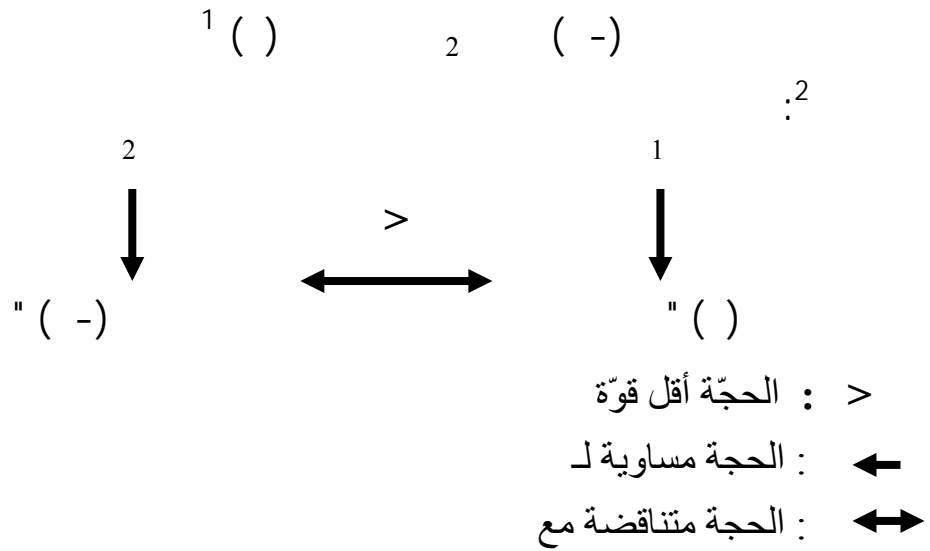 (– ) 2 ( ) 1
:2
1 2
>
" ( ) " (– )
> : الحجّة أقل قوّة
← : الحجة مساوية لـ
↔ : الحجة متناقضة مع